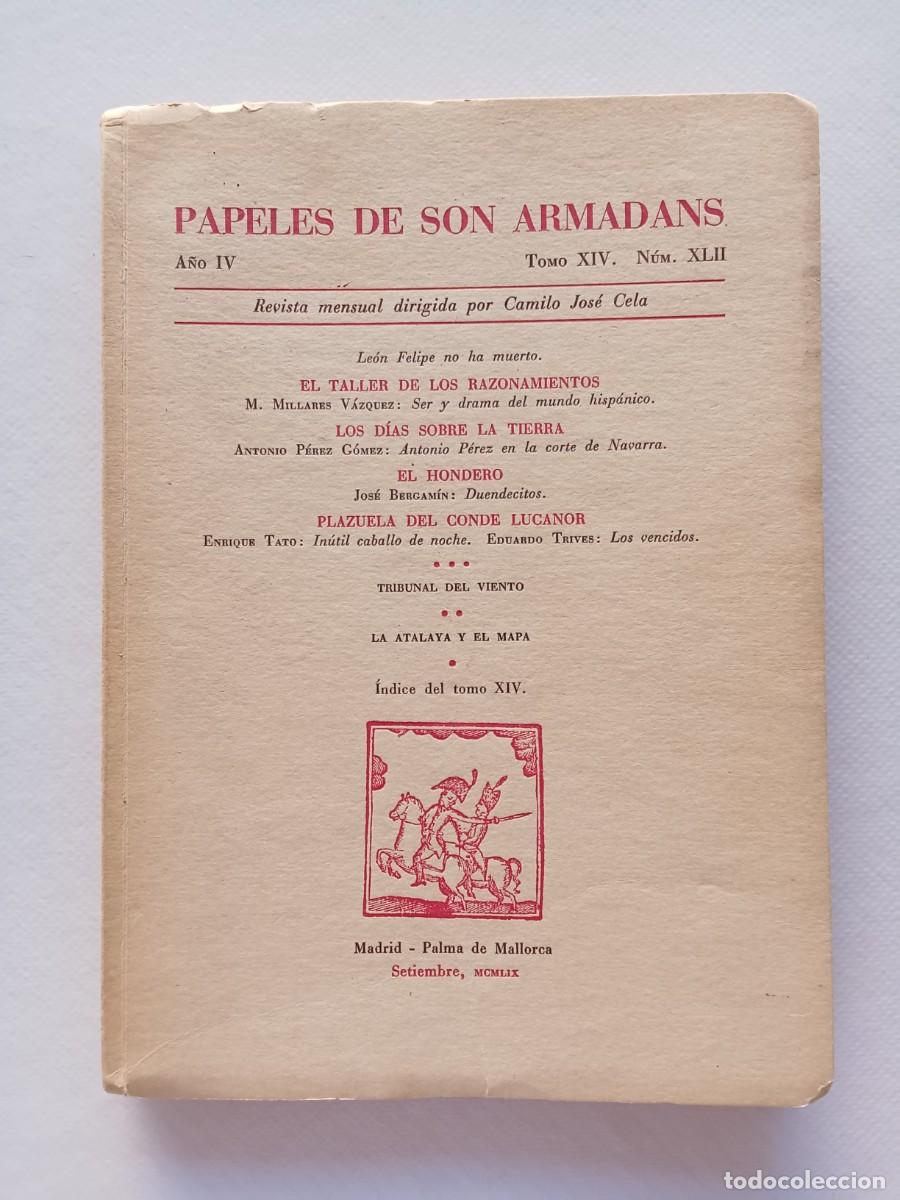 PAPELES DE SON ARMADANS
Año IV Tomo XIV. Núm. XLII
Revista mensual dirigida por Camilo José Cela
León Felipe no ha muerto.
EL TALLER DE LOS RAZONAMIENTOS
M. Millares Vázquez: Ser y drama del mundo hispánico.
LOS DÍAS SOBRE LA TIERRA
Antonio Pérez Gómez: Antonio Pérez en la corte de Navarra.
EL HONDERO
José Bergamín: Duendecitos.
PLAZUELA DEL CONDE LUCANOR
Enrique Tato: Inútil caballo de noche. Eduardo Trives: Los vencidos.
TRIBUNAL DEL VIENTO
LA ATALAYA Y EL MAPA
Índice del tomo XIV.
Madrid - Palma de Mallorca
Setiembre, MCMLIX
todocoleccion